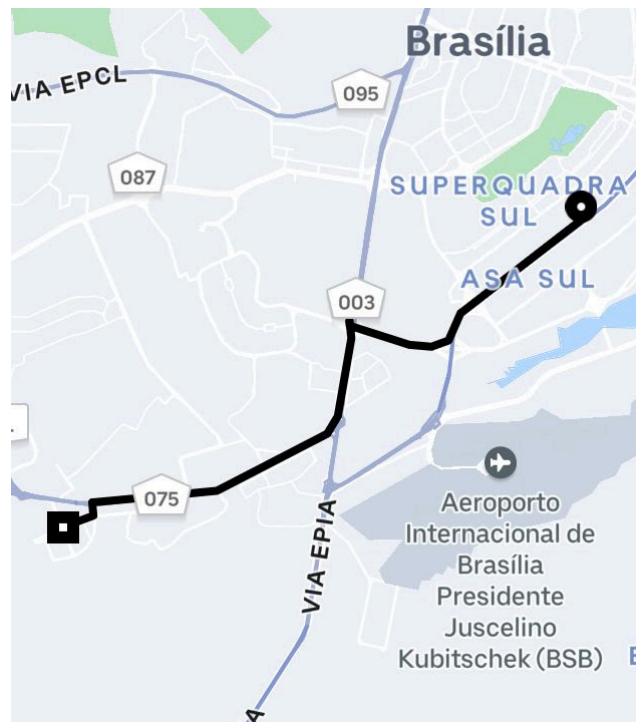 Brasília
VIA EPCL
095
087
SUPERQUADRA
SUL
ASA SUL
003
075
VIA EPIA
Aeroporto
Internacional de
Brasília
Presidente
Juscelino
Kubitschek (BSB)